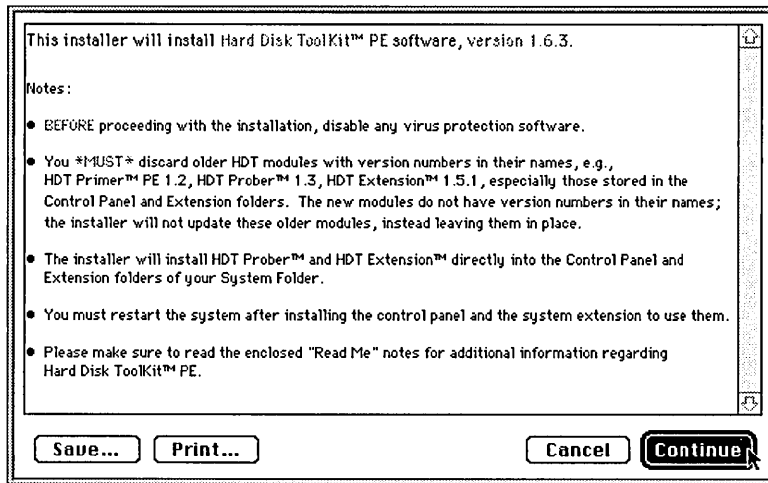 This installer will install Hard Disk ToolKit™ PE software, version 1.6.3.
Notes:
● BEFORE proceeding with the installation, disable any virus protection software.
● You *MUST* discard older HDT modules with version numbers in their names, e.g.,
HDT Primer™ PE 1.2, HDT Prober™ 1.3, HDT Extension™ 1.5.1, especially those stored in the
Control Panel and Extension folders. The new modules do not have version numbers in their names;
the installer will not update these older modules, instead leaving them in place.
● The installer will install HDT Prober™ and HDT Extension™ directly into the Control Panel and
Extension folders of your System Folder.
● You must restart the system after installing the control panel and the system extension to use them.
● Please make sure to read the enclosed "Read Me" notes for additional information regarding
Hard Disk ToolKit™ PE.
Save... Print... Cancel Continue